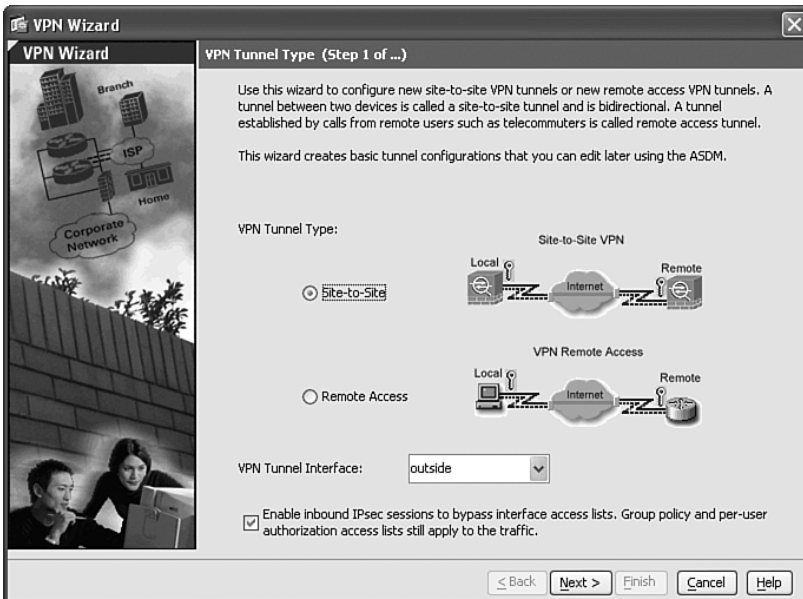 VPN Wizard
VPN Wizard
VPN Tunnel Type (Step 1 of ...)
Branch
ISP
Home
Corporate
Network
Use this wizard to configure new site-to-site VPN tunnels or new remote access VPN tunnels. A
tunnel between two devices is called a site-to-site tunnel and is bidirectional. A tunnel
established by calls from remote users such as telecommuters is called remote access tunnel.
This wizard creates basic tunnel configurations that you can edit later using the ASDM.
VPN Tunnel Type:
Site-to-Site VPN
Local
Remote
Internet
Site-to-Site
VPN Remote Access
Local
Remote
Internet
Remote Access
VPN Tunnel Interface:
outside
Enable inbound IPsec sessions to bypass interface access lists. Group policy and per-user
authorization access lists still apply to the traffic.
< Back
Next >
Finish
Cancel
Help